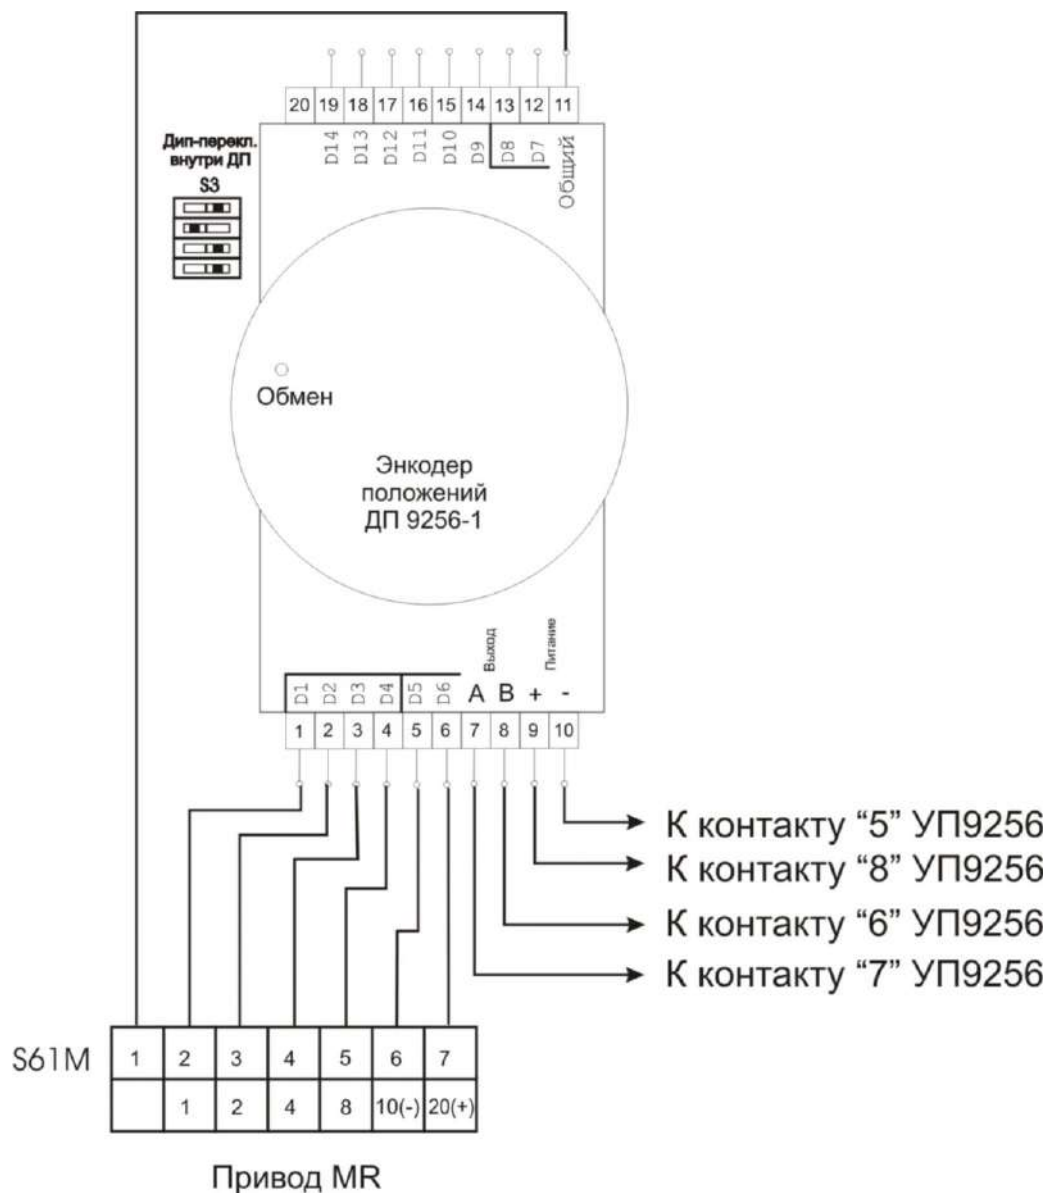 20 19 18 17 16 15 14 13 12 11
D14 D13 D12 D11 D10 D9 D8 D7 Общий
Дип-перекл.
внутри ДП
S3
Обмен
Энкодер
положений
ДП 9256-1
Выход Питание
D1 D2 D3 D4 D5 D6 A B + -
1 2 3 4 5 6 7 8 9 10
К контакту “5” УП9256
К контакту “8” УП9256
К контакту “6” УП9256
К контакту “7” УП9256
S61M 1 2 3 4 5 6 7
1 2 4 8 10(-) 20(+)
Привод MR